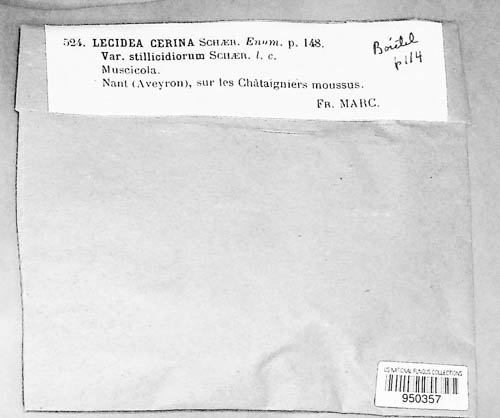 524. LECIDEA CERINA SCHÆR. Enum. p. 148.
Var. stillicidiorum SCHÆR. l. c.
Muscicola.
Nant (Aveyron), sur les Châtaigniers moussus.
FR. MARC.
p 114
US NATIONAL FUNGUS COLLECTIONS
950357